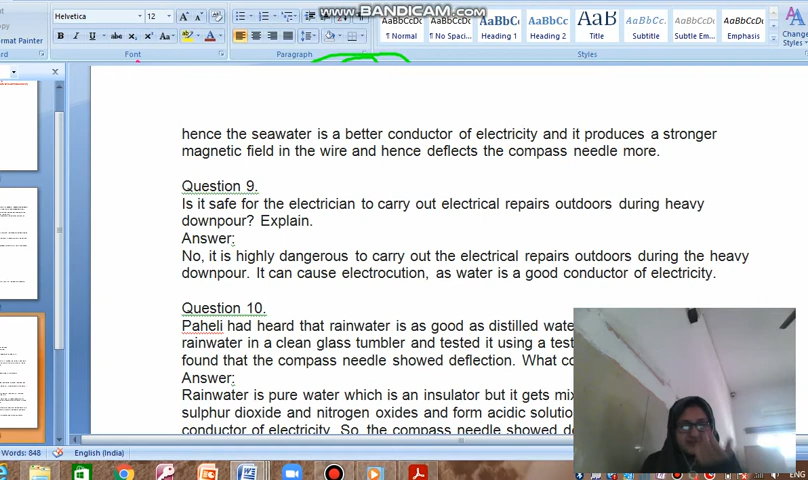 www.BANDICAM.com
Helvetica 12
AaBbCcDc AaBbCcDc AaBbCc AaBbCc AaB AaBbCc AaBbCcDc AaBbCcDc
ormat Painter
¶ Normal ¶ No Spaci... Heading 1 Heading 2 Title Subtitle Subtle Em... Emphasis Change
Styles
Font Paragraph Styles
hence the seawater is a better conductor of electricity and it produces a stronger
magnetic field in the wire and hence deflects the compass needle more.
Question 9.
Is it safe for the electrician to carry out electrical repairs outdoors during heavy
downpour? Explain.
Answer:
No, it is highly dangerous to carry out the electrical repairs outdoors during the heavy
downpour. It can cause electrocution, as water is a good conductor of electricity.
Question 10.
Paheli had heard that rainwater is as good as distilled wate
rainwater in a clean glass tumbler and tested it using a test
found that the compass needle showed deflection. What co
Answer:
Rainwater is pure water which is an insulator but it gets mix
sulphur dioxide and nitrogen oxides and form acidic solutio
conductor of electricity. So, the compass needle showed de
Words: 848 English (India)
ENG